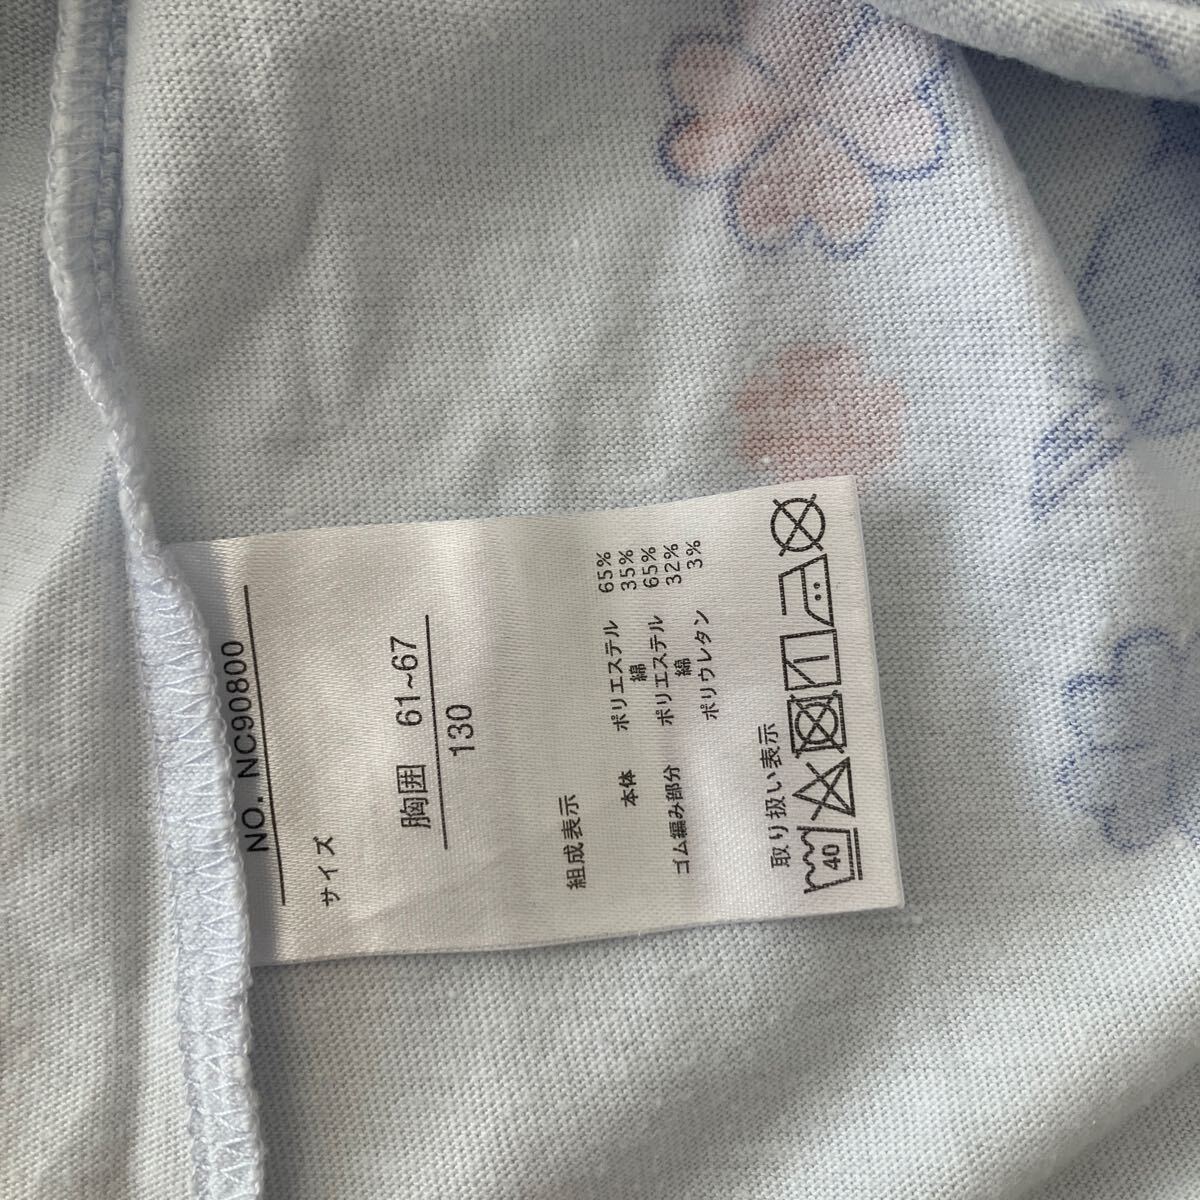 NO. NC90800
サイズ
胸囲 61~67
130
組成表示
本体 ポリエステル 65%
綿 35%
ゴム編み部分 ポリエステル 65%
綿 32%
ポリウレタン 3%
取り扱い表示
40